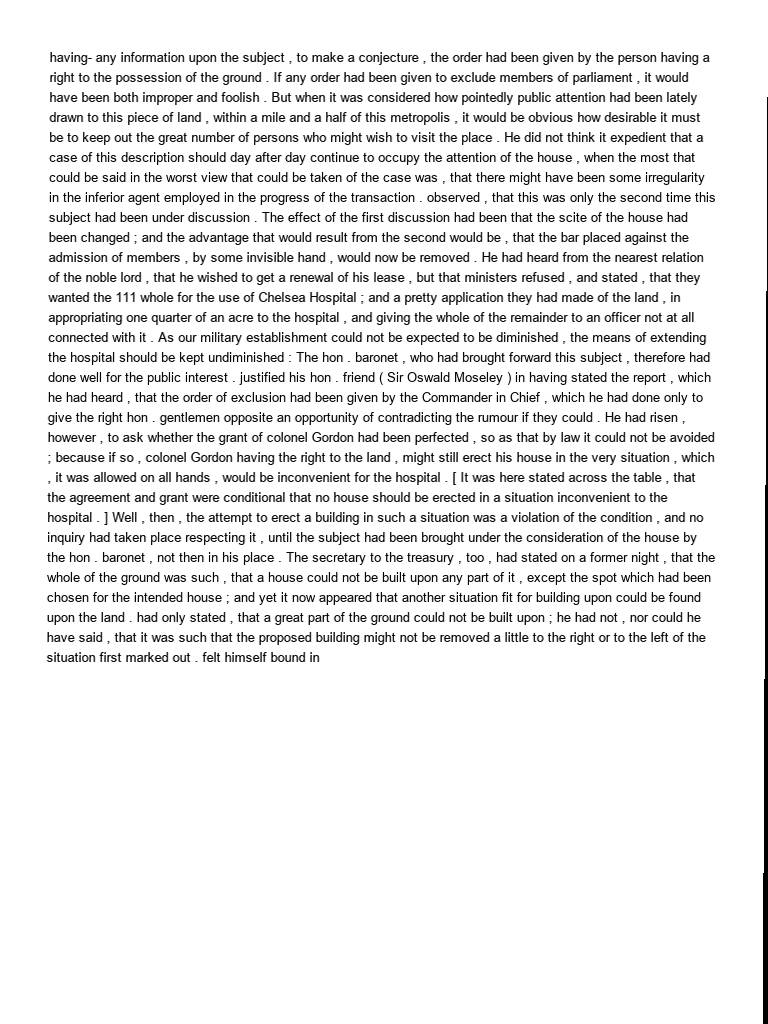 having- any information upon the subject , to make a conjecture , the order had been given by the person having a
right to the possession of the ground . If any order had been given to exclude members of parliament , it would
have been both improper and foolish . But when it was considered how pointedly public attention had been lately
drawn to this piece of land , within a mile and a half of this metropolis , it would be obvious how desirable it must
be to keep out the great number of persons who might wish to visit the place . He did not think it expedient that a
case of this description should day after day continue to occupy the attention of the house , when the most that
could be said in the worst view that could be taken of the case was , that there might have been some irregularity
in the inferior agent employed in the progress of the transaction . observed , that this was only the second time this
subject had been under discussion . The effect of the first discussion had been that the scite of the house had
been changed ; and the advantage that would result from the second would be , that the bar placed against the
admission of members , by some invisible hand , would now be removed . He had heard from the nearest relation
of the noble lord , that he wished to get a renewal of his lease , but that ministers refused , and stated , that they
wanted the 111 whole for the use of Chelsea Hospital ; and a pretty application they had made of the land , in
appropriating one quarter of an acre to the hospital , and giving the whole of the remainder to an officer not at all
connected with it . As our military establishment could not be expected to be diminished , the means of extending
the hospital should be kept undiminished : The hon . baronet , who had brought forward this subject , therefore had
done well for the public interest . justified his hon . friend ( Sir Oswald Moseley ) in having stated the report , which
he had heard , that the order of exclusion had been given by the Commander in Chief , which he had done only to
give the right hon . gentlemen opposite an opportunity of contradicting the rumour if they could . He had risen ,
however , to ask whether the grant of colonel Gordon had been perfected , so as that by law it could not be avoided
; because if so , colonel Gordon having the right to the land , might still erect his house in the very situation , which
, it was allowed on all hands , would be inconvenient for the hospital . [ It was here stated across the table , that
the agreement and grant were conditional that no house should be erected in a situation inconvenient to the
hospital . ] Well , then , the attempt to erect a building in such a situation was a violation of the condition , and no
inquiry had taken place respecting it , until the subject had been brought under the consideration of the house by
the hon . baronet , not then in his place . The secretary to the treasury , too , had stated on a former night , that the
whole of the ground was such , that a house could not be built upon any part of it , except the spot which had been
chosen for the intended house ; and yet it now appeared that another situation fit for building upon could be found
upon the land . had only stated , that a great part of the ground could not be built upon ; he had not , nor could he
have said , that it was such that the proposed building might not be removed a little to the right or to the left of the
situation first marked out . felt himself bound in